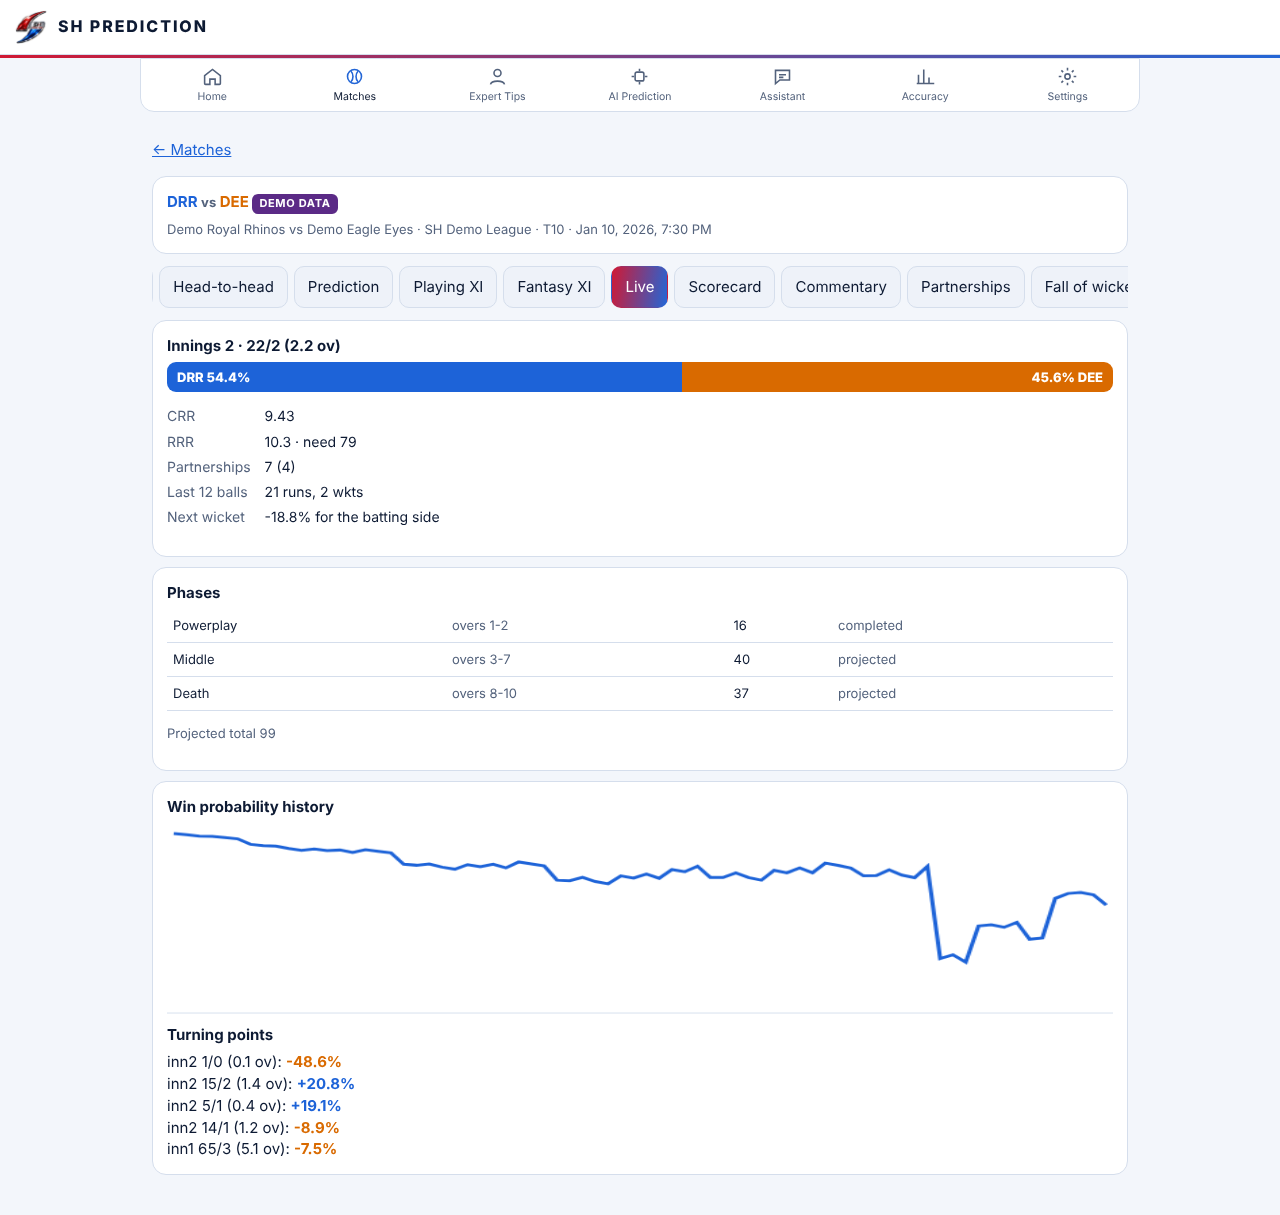 SH PREDICTION
Home
Matches
Expert Tips
AI Prediction
Assistant
Accuracy
Settings
← Matches
DRR vs DEE DEMO DATA
Demo Royal Rhinos vs Demo Eagle Eyes · SH Demo League · T10 · Jan 10, 2026, 7:30 PM
Head-to-head
Prediction
Playing XI
Fantasy XI
Live
Scorecard
Commentary
Partnerships
Fall of wicke
Innings 2 · 22/2 (2.2 ov)
DRR 54.4% 45.6% DEE
CRR 9.43
RRR 10.3 · need 79
Partnerships 7 (4)
Last 12 balls 21 runs, 2 wkts
Next wicket -18.8% for the batting side
Phases
Powerplay overs 1-2 16 completed
Middle overs 3-7 40 projected
Death overs 8-10 37 projected
Projected total 99
Win probability history
Turning points
inn2 1/0 (0.1 ov): -48.6%
inn2 15/2 (1.4 ov): +20.8%
inn2 5/1 (0.4 ov): +19.1%
inn2 14/1 (1.2 ov): -8.9%
inn1 65/3 (5.1 ov): -7.5%